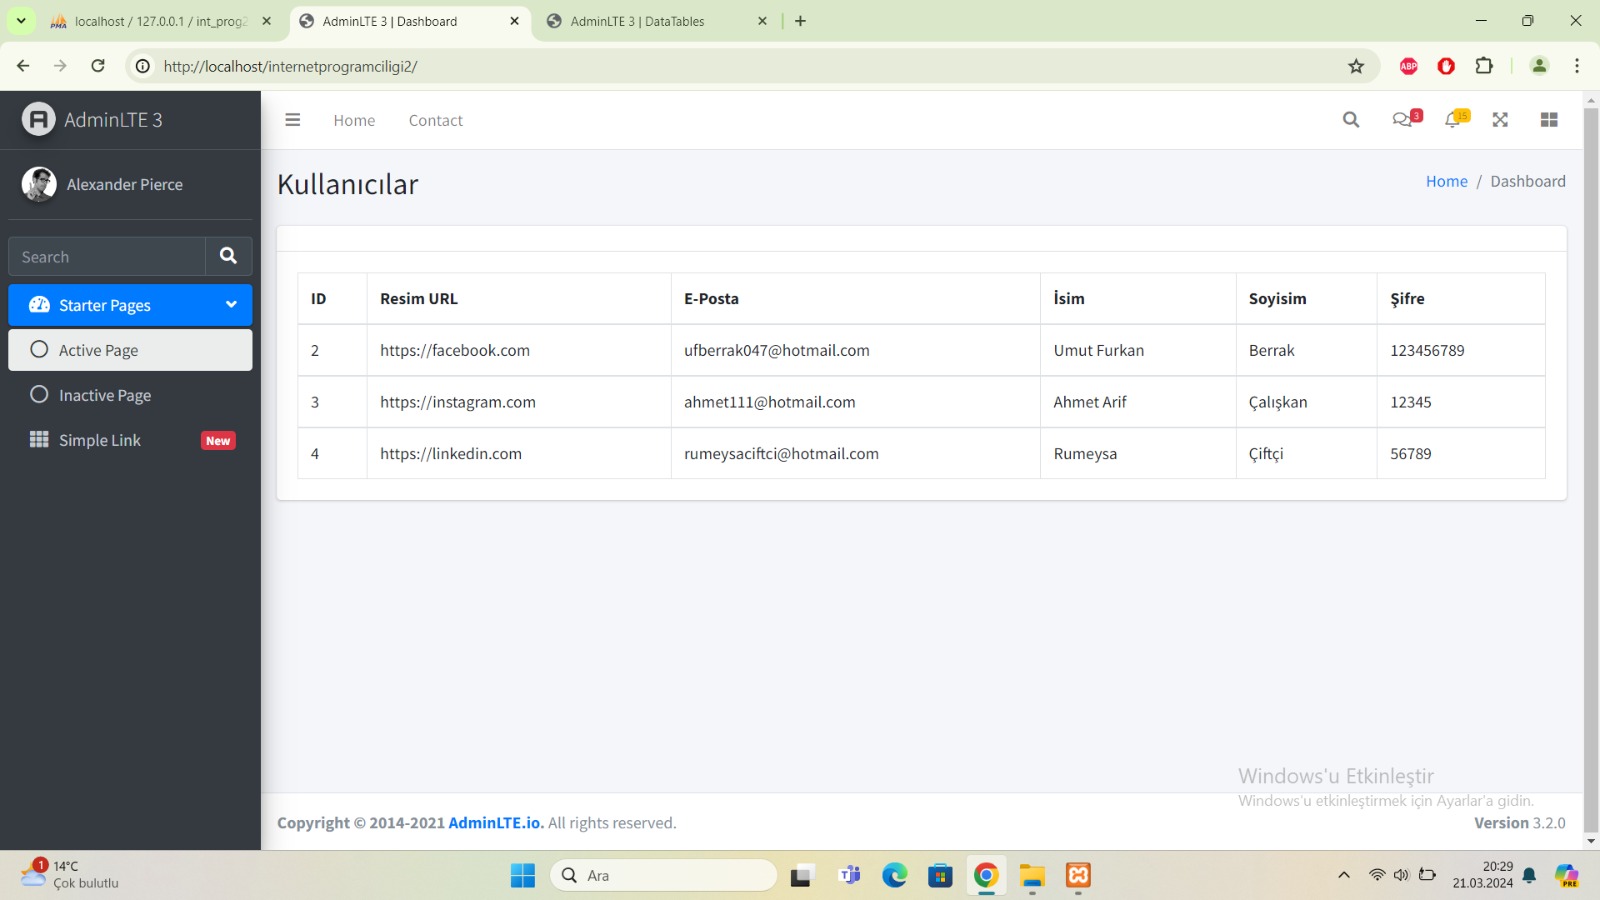 localhost / 127.0.0.1 / int_prog2
AdminLTE 3 | Dashboard
AdminLTE 3 | DataTables
http://localhost/internetprogramciligi2/
ABP
AdminLTE 3
Home
Contact
3
15
Alexander Pierce
Kullanıcılar
Home / Dashboard
Search
Starter Pages
Active Page
Inactive Page
Simple Link
New
ID Resim URL E-Posta İsim Soyisim Şifre
2 https://facebook.com ufberrak047@hotmail.com Umut Furkan Berrak 123456789
3 https://instagram.com ahmet111@hotmail.com Ahmet Arif Çalışkan 12345
4 https://linkedin.com rumeysaciftci@hotmail.com Rumeysa Çiftçi 56789
Windows'u Etkinleştir
Windows'u etkinleştirmek için Ayarlar'a gidin.
Copyright © 2014-2021 AdminLTE.io. All rights reserved.
Version 3.2.0
1
14°C
Çok bulutlu
Ara
20:29
21.03.2024
PRE